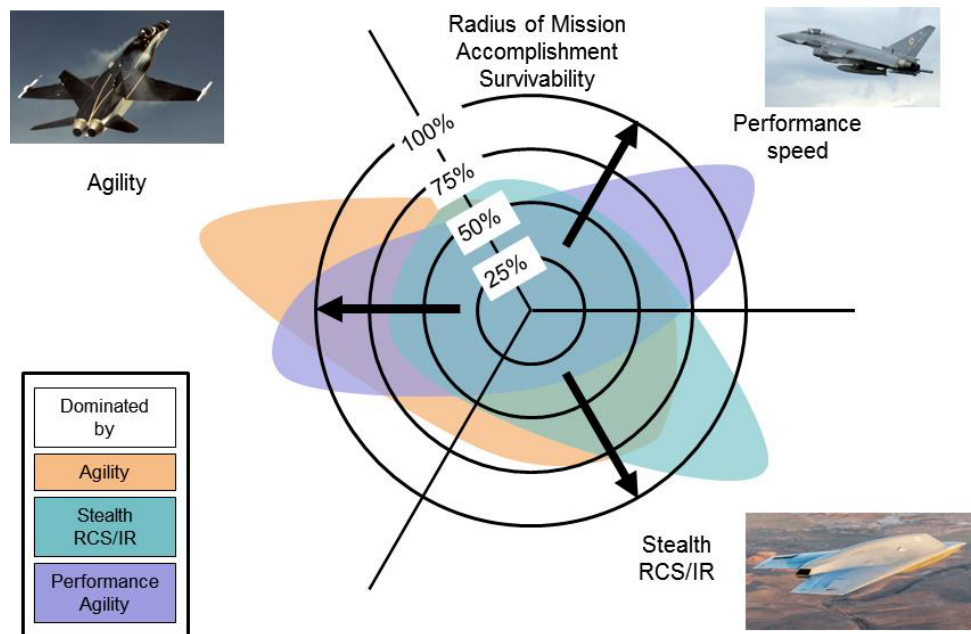 Radius of Mission
Accomplishment
Survivability
Performance
speed
Agility
100%
75%
50%
25%
Dominated
by
Agility
Stealth
RCS/IR
Performance
Agility
Stealth
RCS/IR